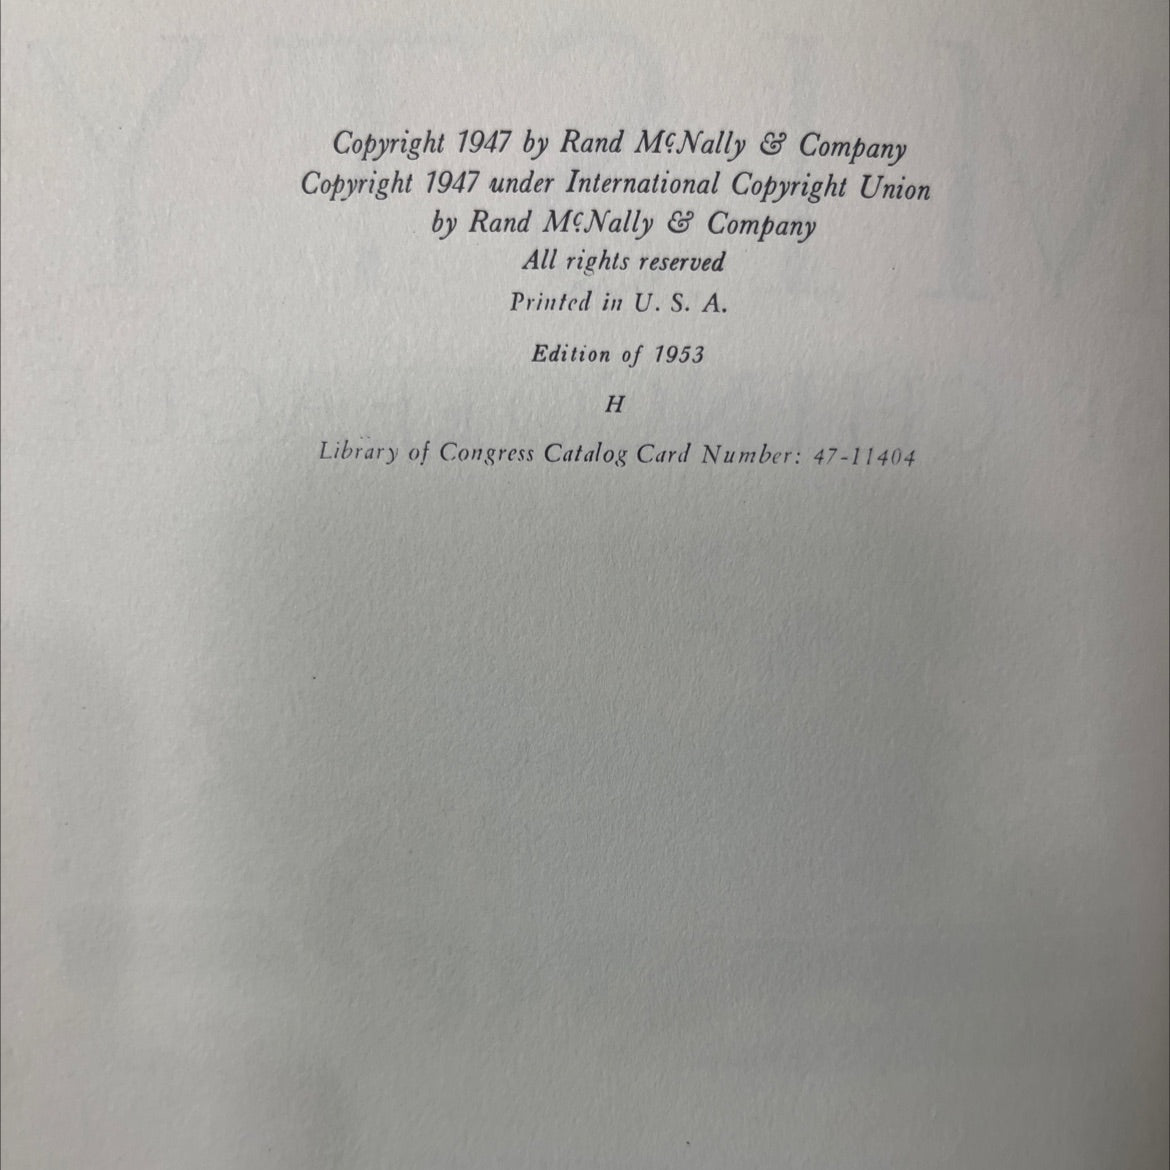 Copyright 1947 by Rand McNally & Company
Copyright 1947 under International Copyright Union
by Rand McNally & Company
All rights reserved
Printed in U. S. A.
Edition of 1953
H
Library of Congress Catalog Card Number: 47-11404